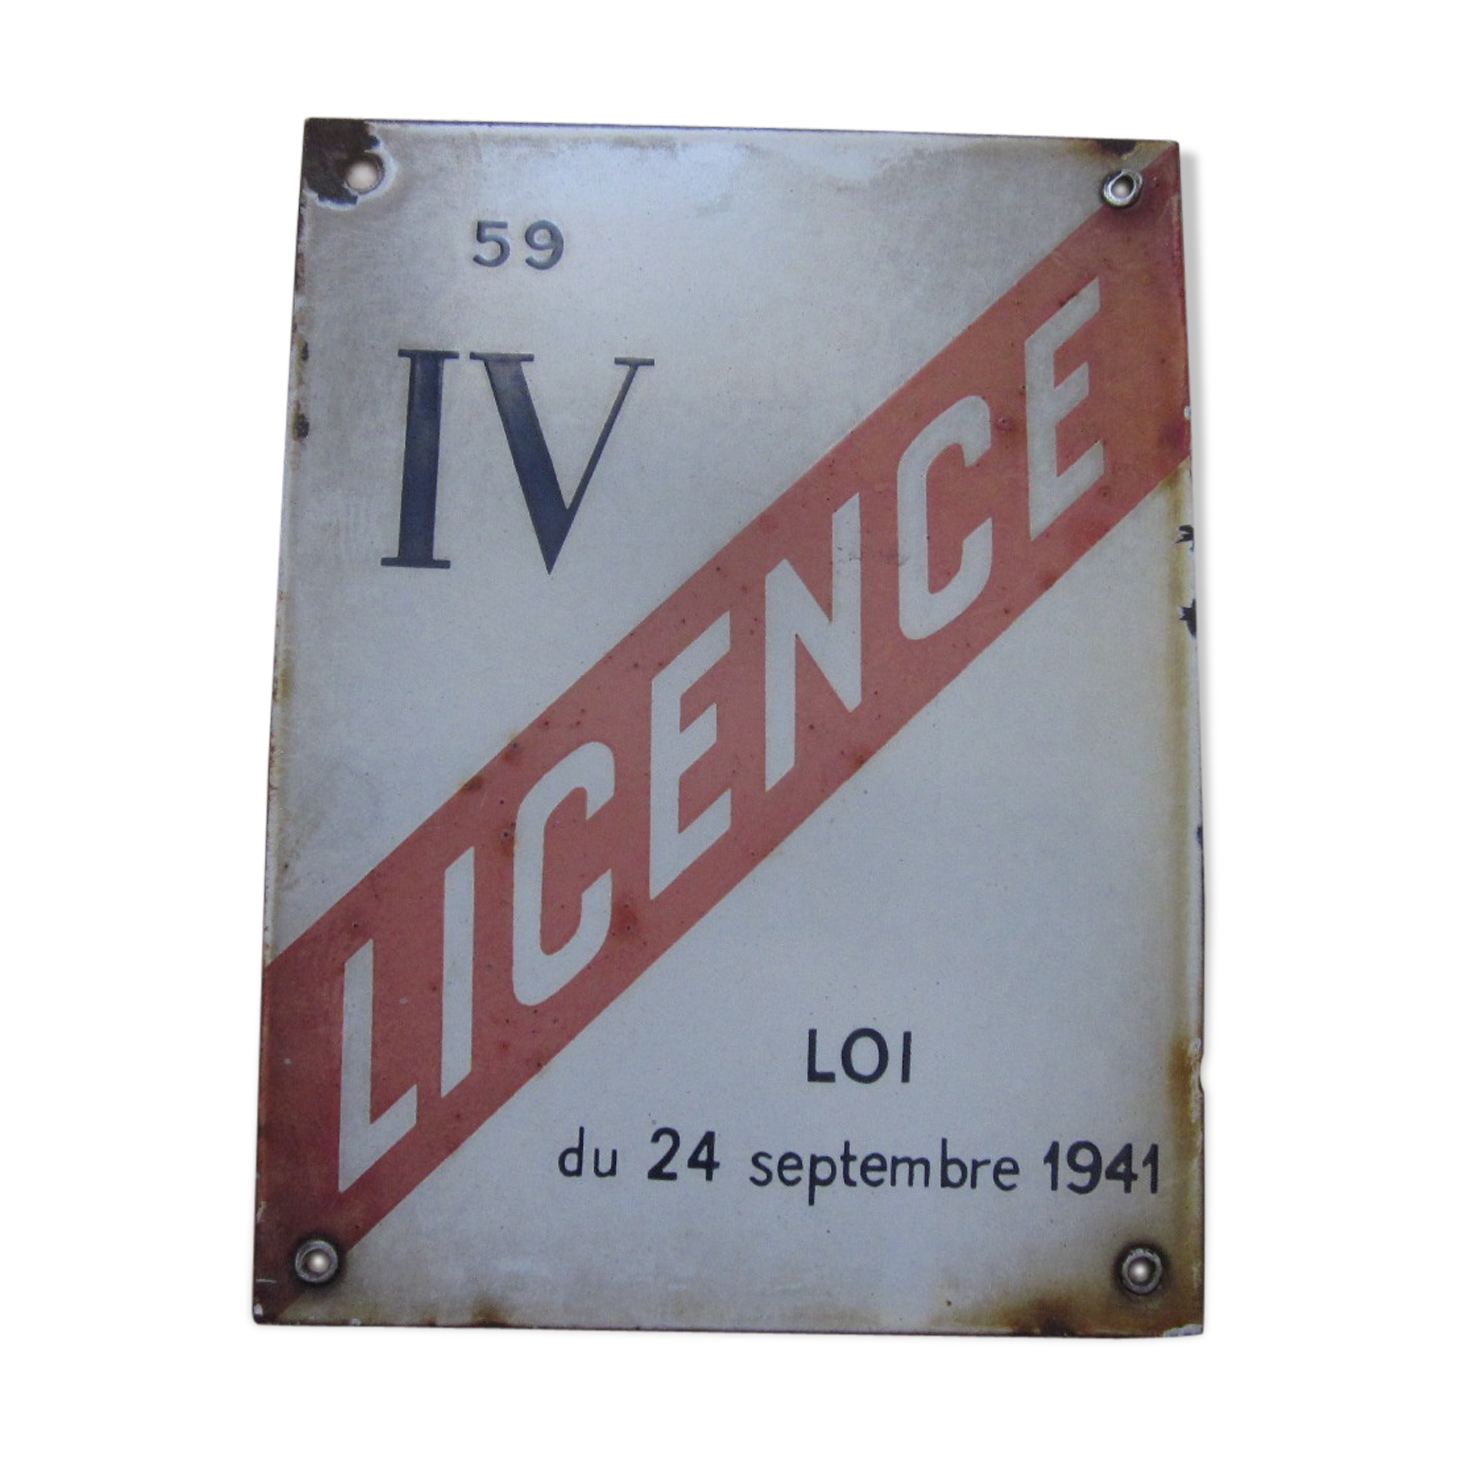 59
IV
LICENCE
LOI
du 24 septembre 1941